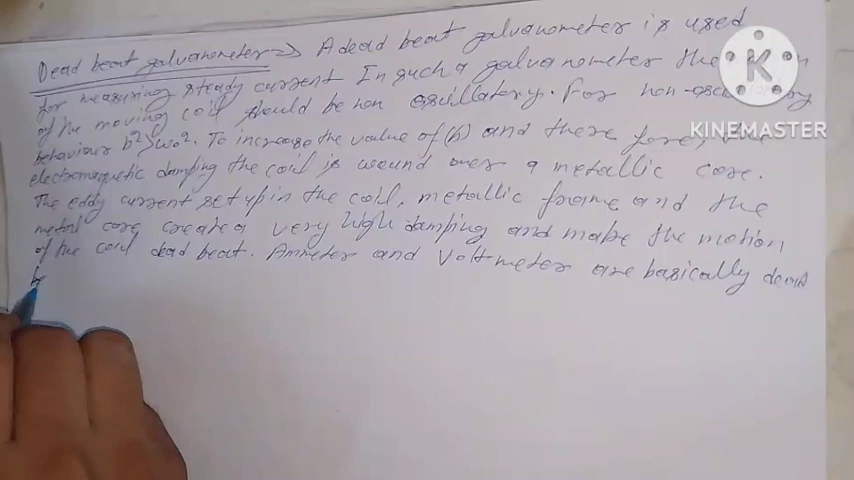 Dead beat galvanometer => A dead beat galvanometer is used
for measuring steady current In such a galvanometer the
of the moving coil should be non oscillatory. For non-
behaviour b²>ω₀². To increase the value of (b) and there fore,
electromagnetic damping the coil is wound over a metallic core.
The eddy current set up in the coil, metallic frame and the
metal core create a very high damping and make the motion
of the coil dead beat. Ammeter and Voltmeter are basically dead
K
KINEMASTER